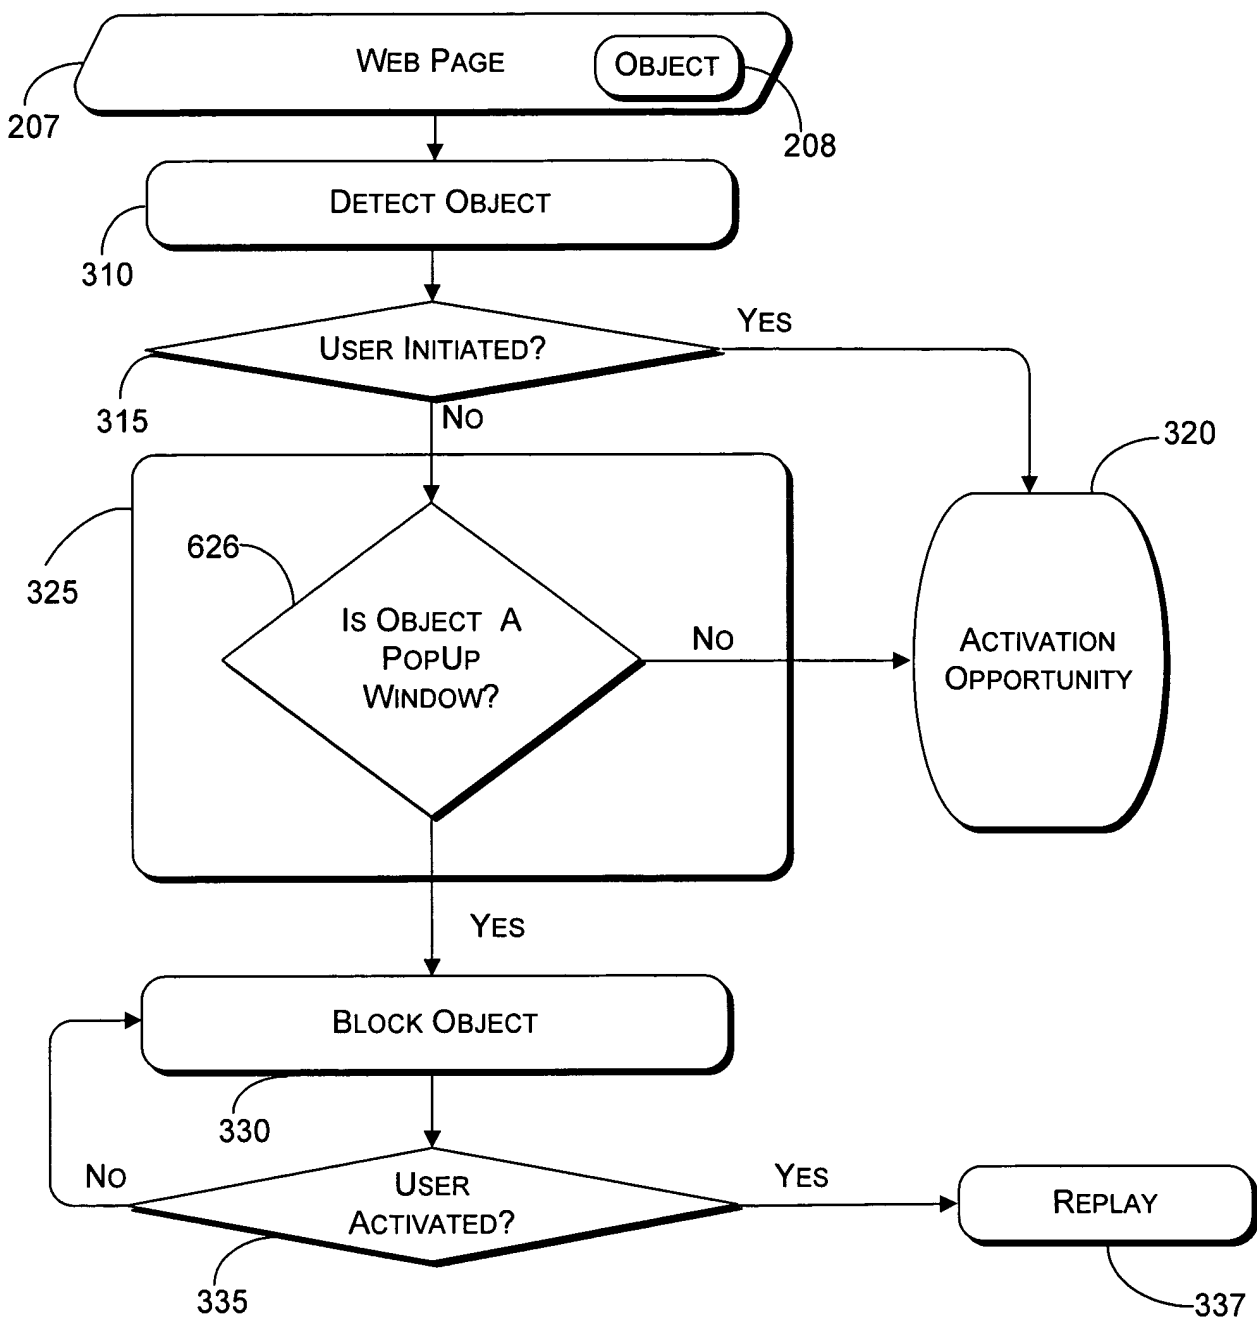 WEB PAGE
OBJECT
207
208
DETECT OBJECT
310
YES
USER INITIATED?
315
NO
320
626
325
IS OBJECT A
POPUP
WINDOW?
NO
ACTIVATION
OPPORTUNITY
YES
BLOCK OBJECT
330
NO
USER
ACTIVATED?
YES
REPLAY
335
337